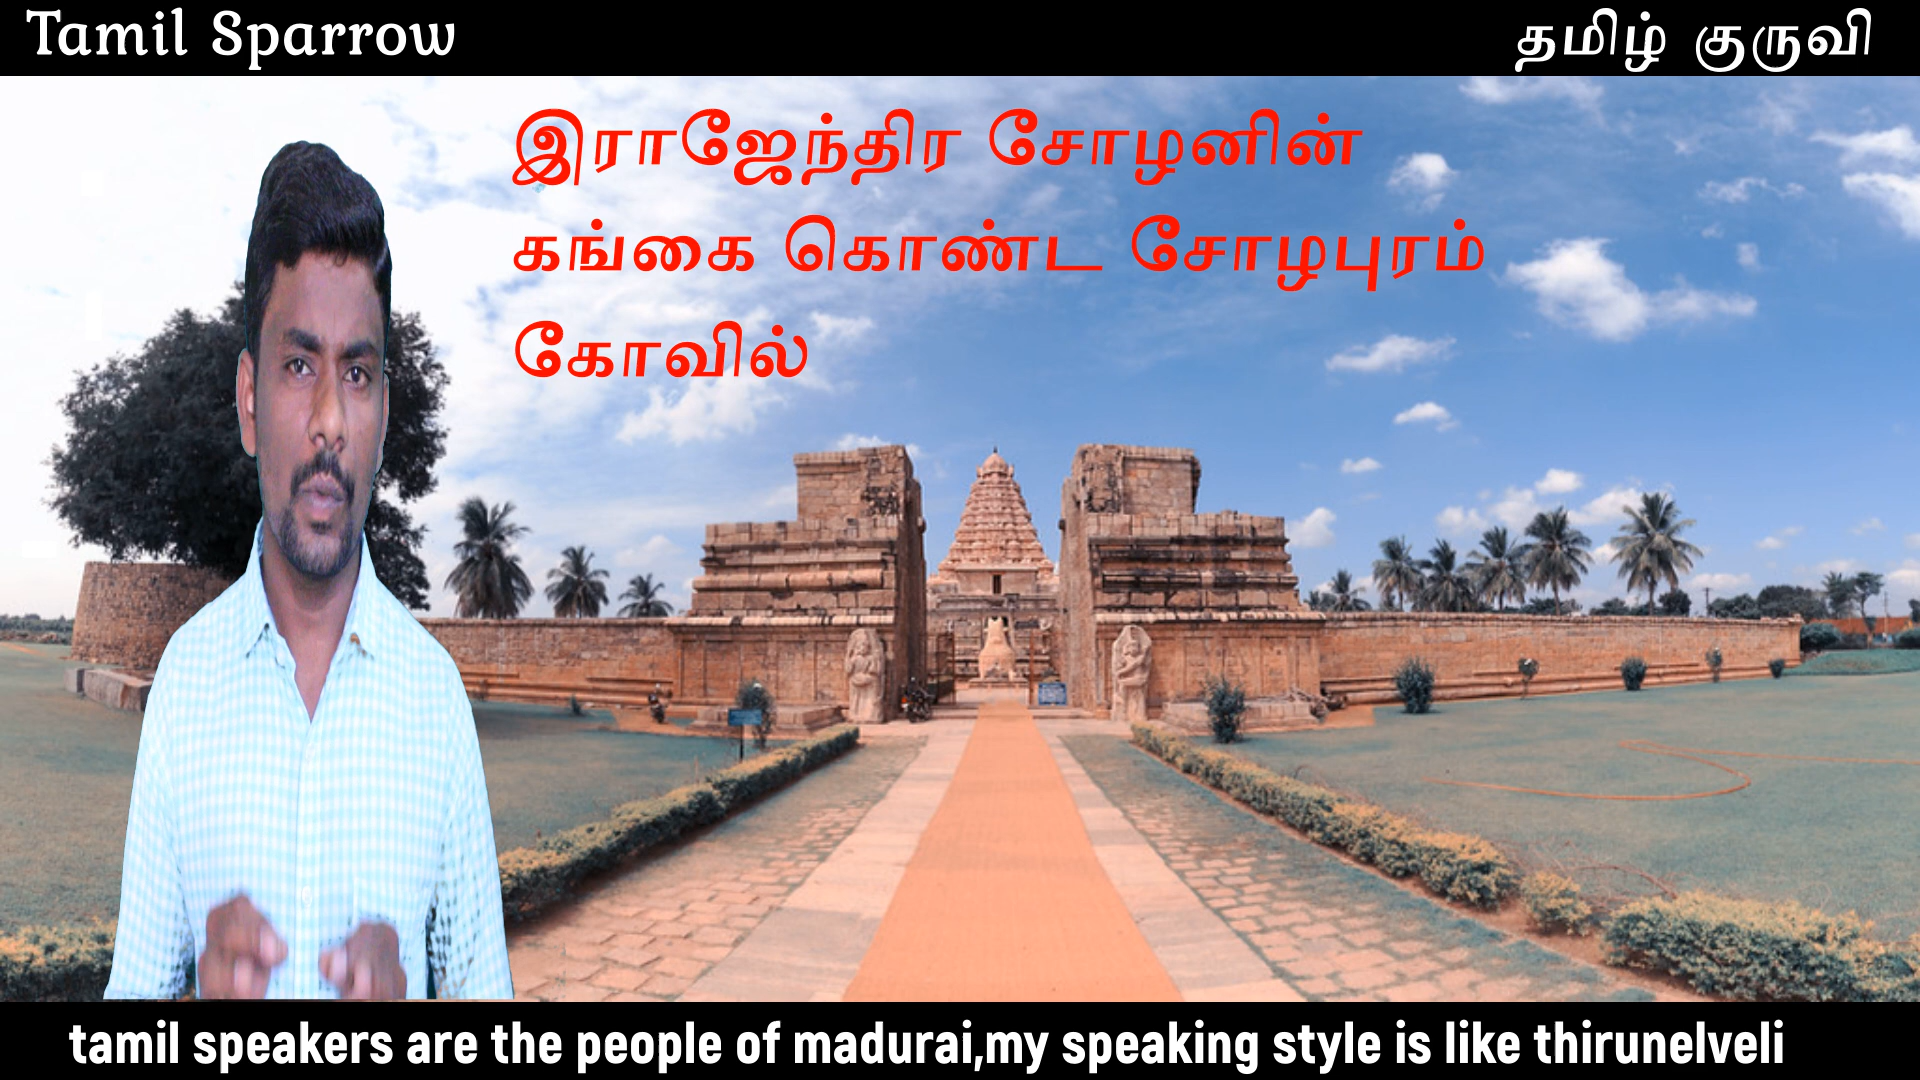 Tamil Sparrow
தமிழ் குருவி
இராஜேந்திர சோழனின்
கங்கை கொண்ட சோழபுரம்
கோவில்
tamil speakers are the people of madurai,my speaking style is like thirunelveli